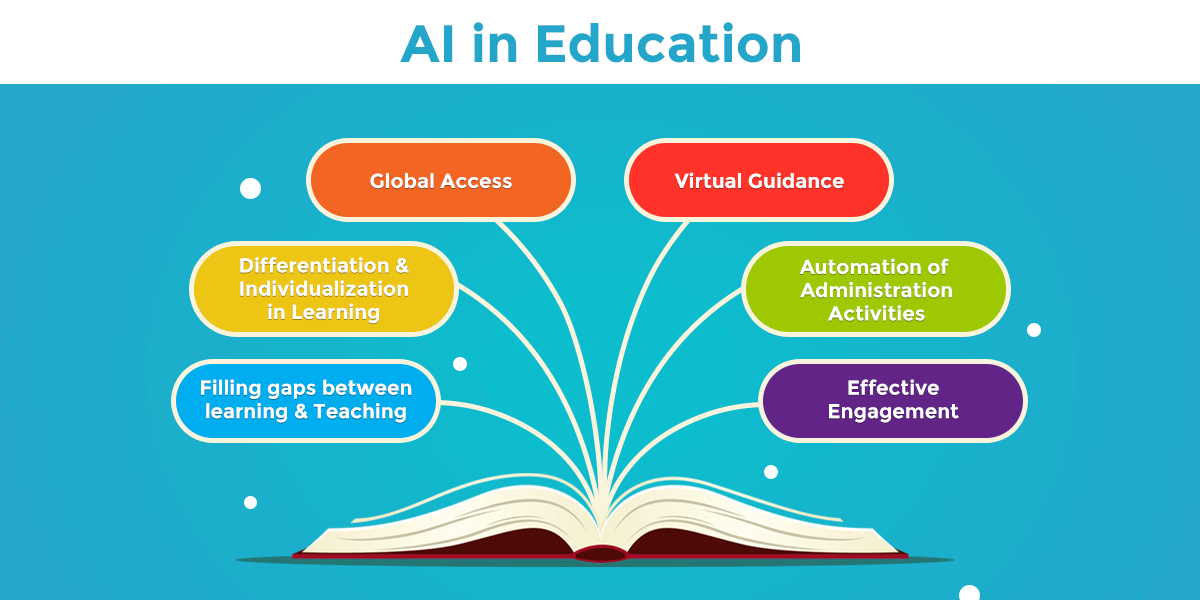 AI in Education
Global Access
Virtual Guidance
Differentiation &
Individualization
in Learning
Automation of
Administration
Activities
Filling gaps between
learning & Teaching
Effective
Engagement